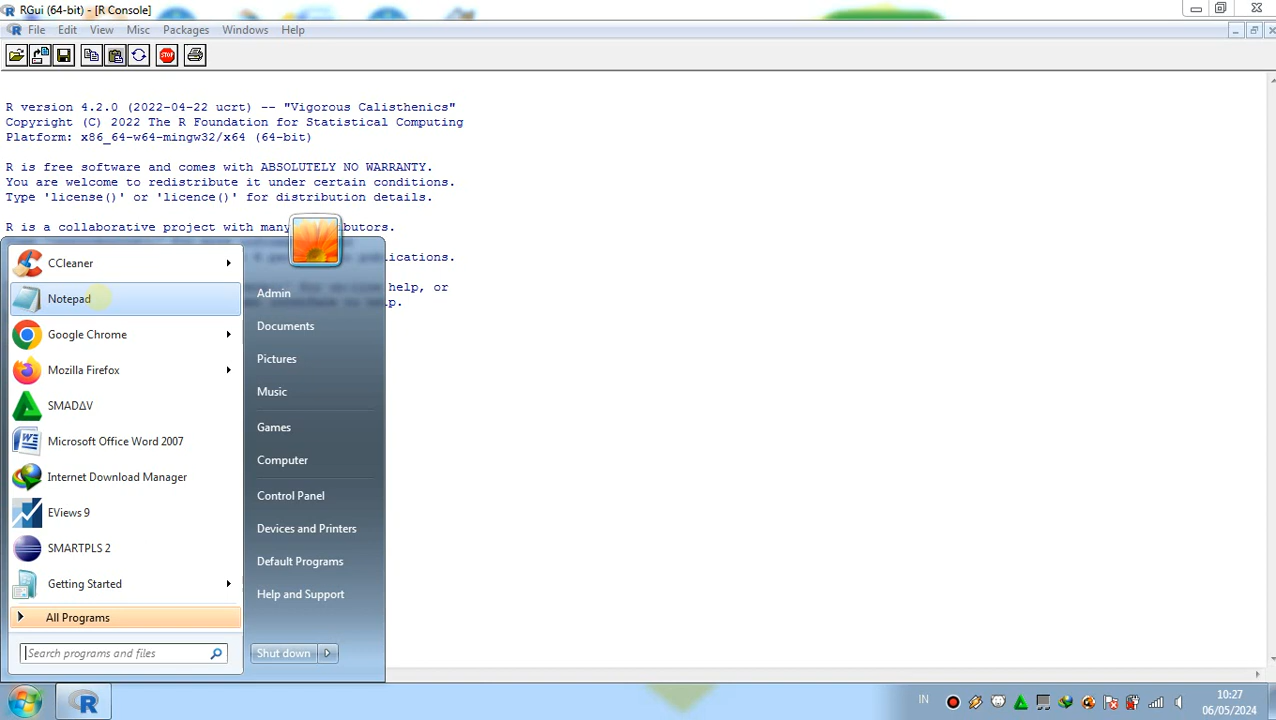 RGui (64-bit) - [R Console]
File Edit View Misc Packages Windows Help
STOP
R version 4.2.0 (2022-04-22 ucrt) -- "Vigorous Calisthenics"
Copyright (C) 2022 The R Foundation for Statistical Computing
Platform: x86_64-w64-mingw32/x64 (64-bit)
R is free software and comes with ABSOLUTELY NO WARRANTY.
You are welcome to redistribute it under certain conditions.
Type 'license()' or 'licence()' for distribution details.
R is a collaborative project with many
publications.
help, or
CCleaner
Notepad
Google Chrome
Mozilla Firefox
SMADΔV
Microsoft Office Word 2007
Internet Download Manager
EViews 9
SMARTPLS 2
Getting Started
All Programs
Search programs and files
Admin
Documents
Pictures
Music
Games
Computer
Control Panel
Devices and Printers
Default Programs
Help and Support
Shut down
IN
10:27
06/05/2024